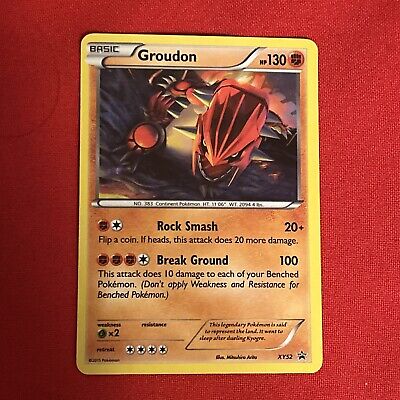 BASIC
Groudon
HP130
NO. 383 Continent Pokémon HT. 11'06" WT. 2094.4 lbs.
Rock Smash 20+
Flip a coin. If heads, this attack does 20 more damage.
Break Ground 100
This attack does 10 damage to each of your Benched
Pokémon. (Don't apply Weakness and Resistance for
Benched Pokémon.)
weakness resistance
×2
retreat
This legendary Pokémon is said
to represent the land. It went to
sleep after dueling Kyogre.
©2015 Pokémon
Illus. Mitsuhiro Arita
XY52